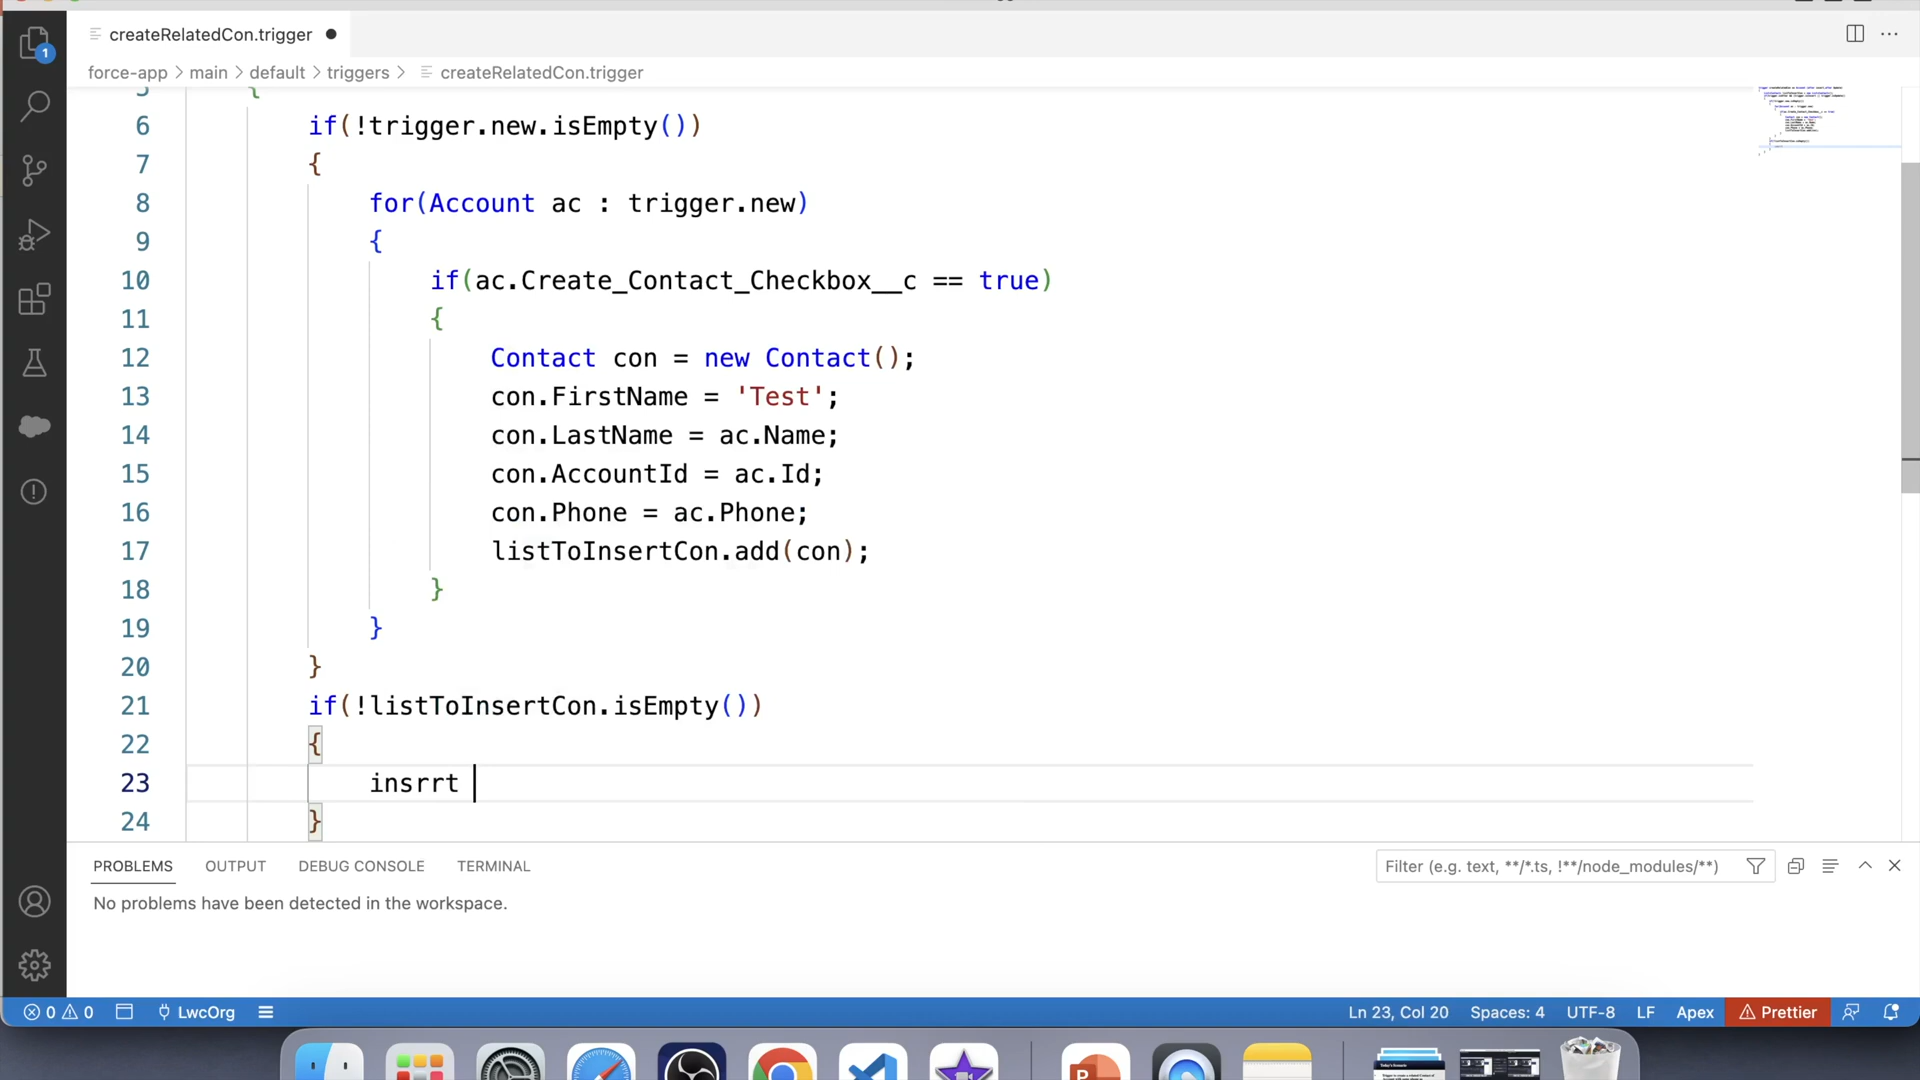 createRelatedCon.trigger
1
force-app > main > default > triggers > createRelatedCon.trigger
5 {
6 if(!trigger.new.isEmpty())
7 {
8 for(Account ac : trigger.new)
9 {
10 if(ac.Create_Contact_Checkbox__c == true)
11 {
12 Contact con = new Contact();
13 con.FirstName = 'Test';
14 con.LastName = ac.Name;
15 con.AccountId = ac.Id;
16 con.Phone = ac.Phone;
17 listToInsertCon.add(con);
18 }
19 }
20 }
21 if(!listToInsertCon.isEmpty())
22 {
23 insrrt
24 }
PROBLEMS OUTPUT DEBUG CONSOLE TERMINAL Filter (e.g. text, **/*.ts, !**/node_modules/**)
No problems have been detected in the workspace.
0 0 LwcOrg Ln 23, Col 20 Spaces: 4 UTF-8 LF Apex Prettier